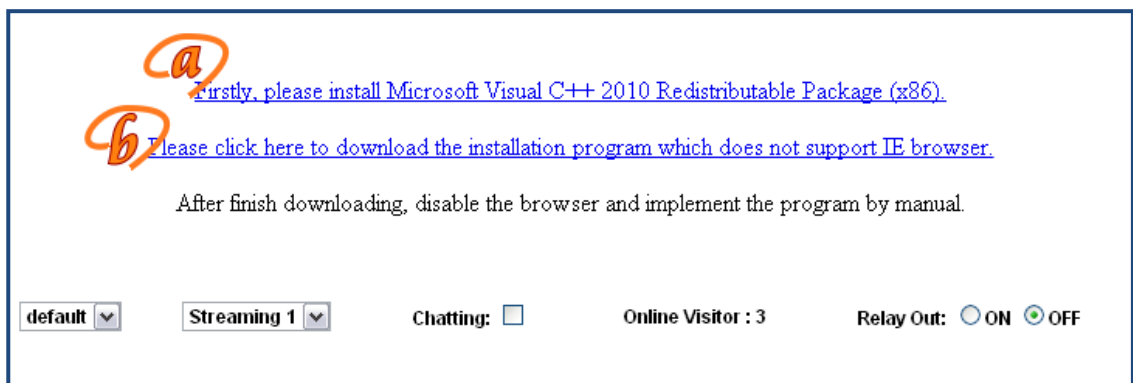 a
Firstly, please install Microsoft Visual C++ 2010 Redistributable Package (x86).
b
Please click here to download the installation program which does not support IE browser.
After finish downloading, disable the browser and implement the program by manual.
default Streaming 1 Chatting: Online Visitor : 3 Relay Out: ON OFF